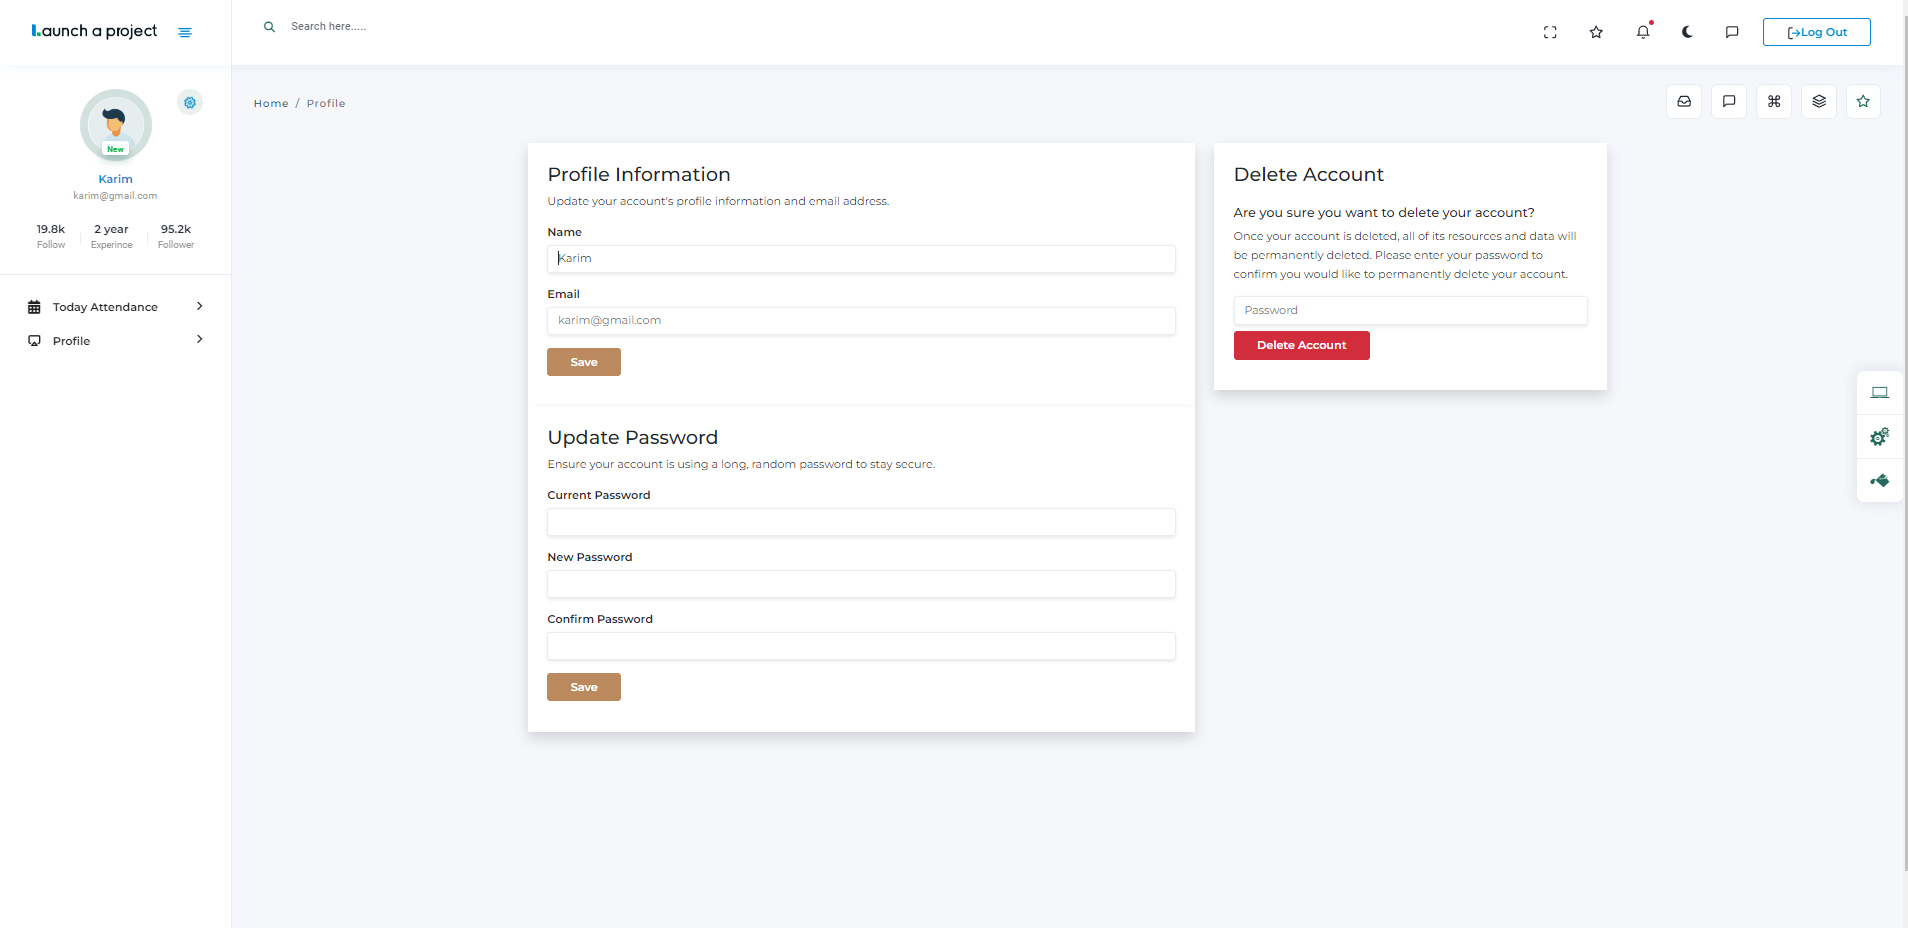 Launch a project
Search here.....
Log Out
New
Karim
karim@gmail.com
19.8k 2 year 95.2k
Follow Experince Follower
Today Attendance
Profile
Home / Profile
Profile Information
Update your account's profile information and email address.
Name
Karim
Email
karim@gmail.com
Save
Update Password
Ensure your account is using a long, random password to stay secure.
Current Password
New Password
Confirm Password
Save
Delete Account
Are you sure you want to delete your account?
Once your account is deleted, all of its resources and data will
be permanently deleted. Please enter your password to
confirm you would like to permanently delete your account.
Password
Delete Account